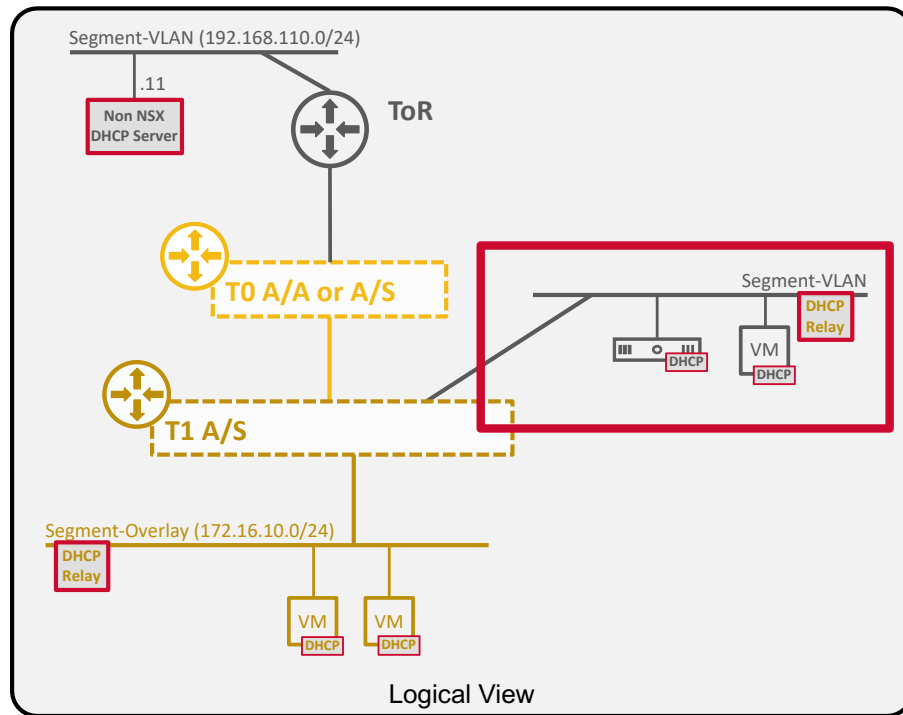 Segment-VLAN (192.168.110.0/24)
.11
Non NSX
DHCP Server
ToR
T0 A/A or A/S
Segment-VLAN
DHCP
Relay
DHCP
VM
DHCP
T1 A/S
Segment-Overlay (172.16.10.0/24)
DHCP
Relay
VM
DHCP
VM
DHCP
Logical View